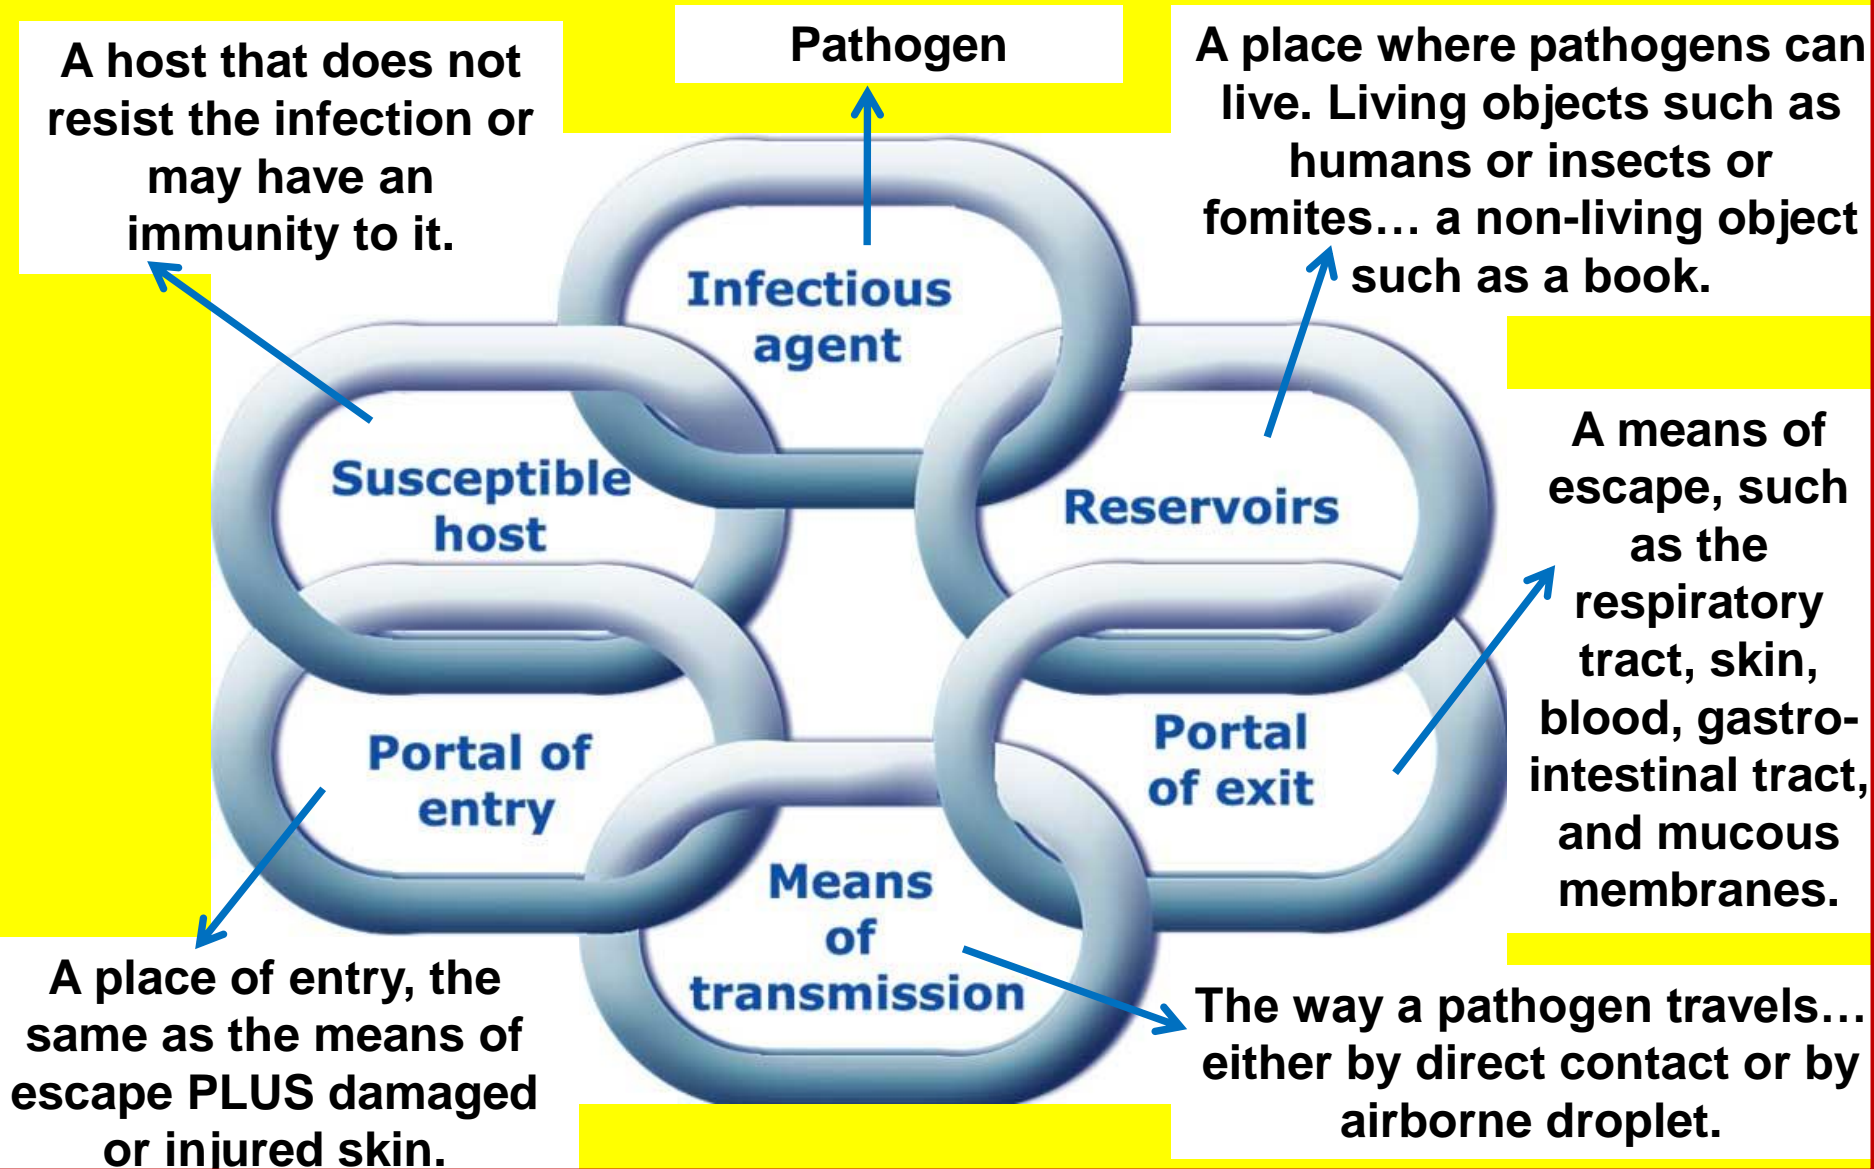 A host that does not
resist the infection or
may have an
immunity to it.
Pathogen
A place where pathogens can
live. Living objects such as
humans or insects or
fomites… a non-living object
such as a book.
Infectious
agent
Susceptible
host
Reservoirs
A means of
escape, such
as the
respiratory
tract, skin,
blood, gastro-
intestinal tract,
and mucous
membranes.
Portal of
entry
Portal
of exit
Means
of
transmission
A place of entry, the
same as the means of
escape PLUS damaged
or injured skin.
The way a pathogen travels…
either by direct contact or by
airborne droplet.